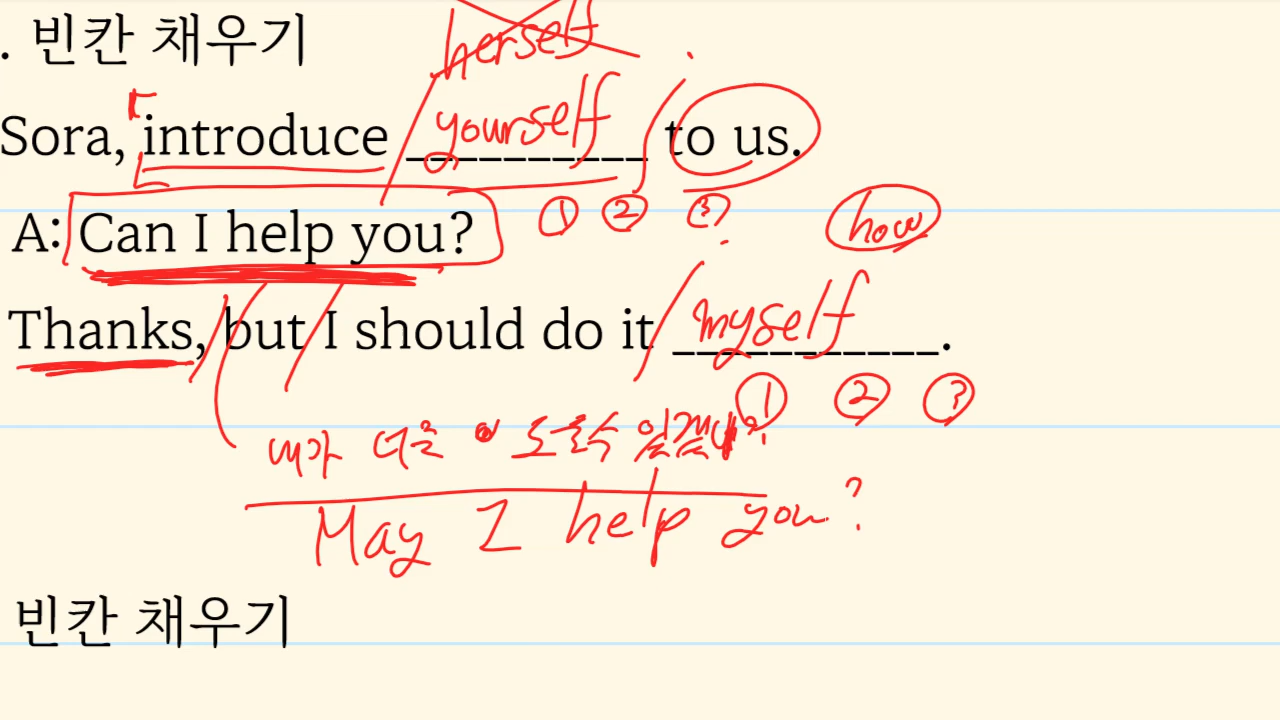 . 빈칸 채우기
herself
Sora, introduce yourself to us.
① ② ③
A: Can I help you?
how
Thanks, but I should do it myself.
① ② ③
내가 너를 도울 수 있겠니?
May I help you?
빈칸 채우기